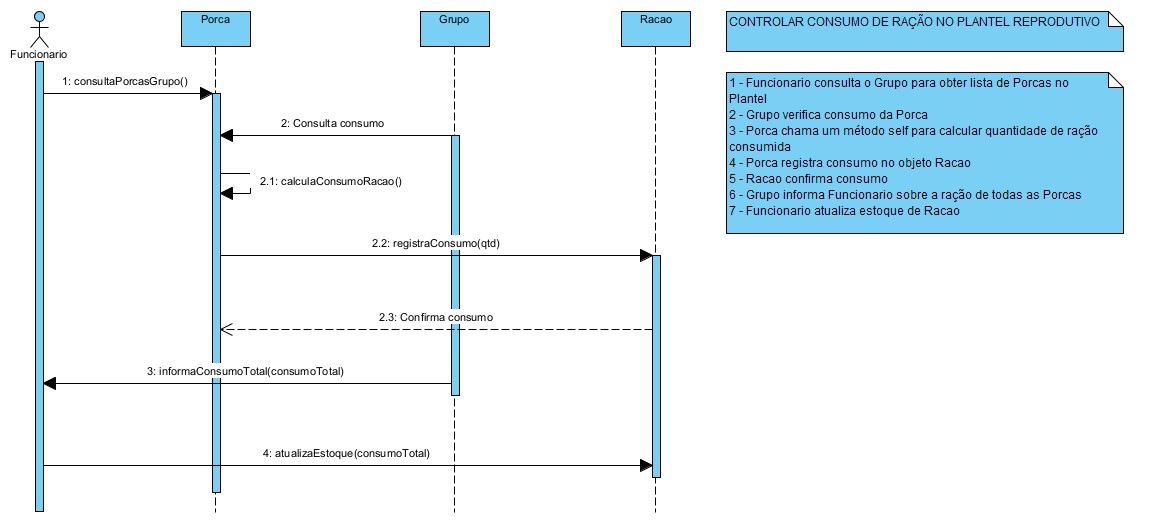 Funcionario
Porca
Grupo
Racao
1: consultaPorcasGrupo()
2: Consulta consumo
2.1: calculaConsumoRacao()
2.2: registraConsumo(qtd)
2.3: Confirma consumo
3: informaConsumoTotal(consumoTotal)
4: atualizaEstoque(consumoTotal)
CONTROLAR CONSUMO DE RAÇÃO NO PLANTEL REPRODUTIVO
1 - Funcionario consulta o Grupo para obter lista de Porcas no
Plantel
2 - Grupo verifica consumo da Porca
3 - Porca chama um método self para calcular quantidade de ração
consumida
4 - Porca registra consumo no objeto Racao
5 - Racao confirma consumo
6 - Grupo informa Funcionario sobre a ração de todas as Porcas
7 - Funcionario atualiza estoque de Racao